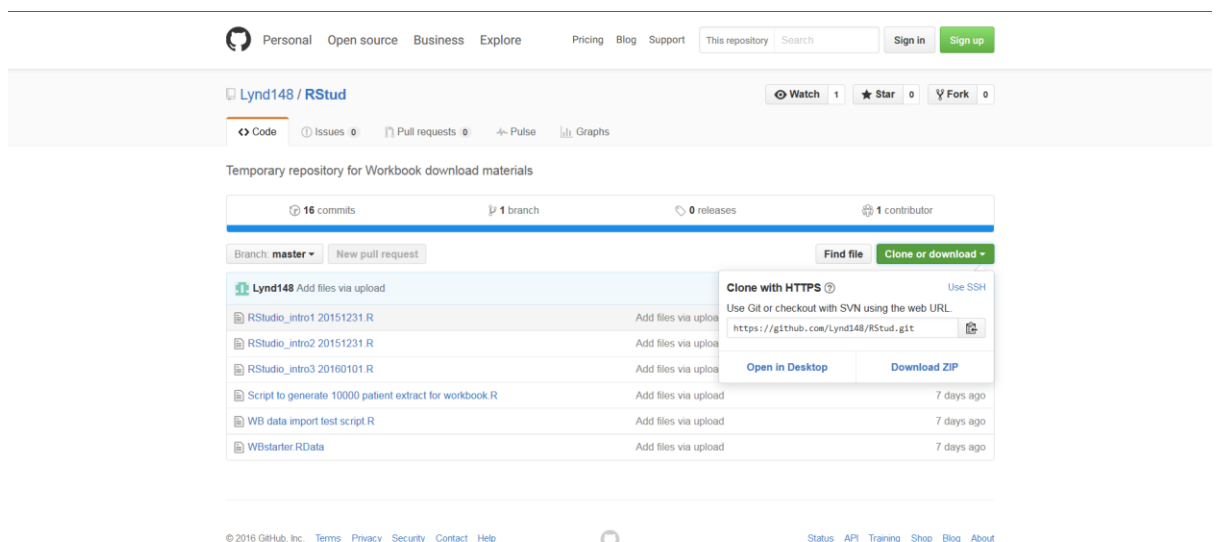 Personal Open source Business Explore Pricing Blog Support This repository Search Sign in Sign up
Lynd148 / RStud Watch 1 Star 0 Fork 0
Code Issues 0 Pull requests 0 Pulse Graphs
Temporary repository for Workbook download materials
16 commits 1 branch 0 releases 1 contributor
Branch: master New pull request Find file Clone or download
Lynd148 Add files via upload
Clone with HTTPS Use SSH
Use Git or checkout with SVN using the web URL.
https://github.com/Lynd148/RStud.git
Open in Desktop Download ZIP
RStudio_intro1 20151231.R Add files via uploa
RStudio_intro2 20151231.R Add files via uploa
RStudio_intro3 20160101.R Add files via uploa
Script to generate 10000 patient extract for workbook.R Add files via upload 7 days ago
WB data import test script.R Add files via upload 7 days ago
WBstarter.RData Add files via upload 7 days ago
© 2016 GitHub, Inc. Terms Privacy Security Contact Help Status API Training Shop Blog About